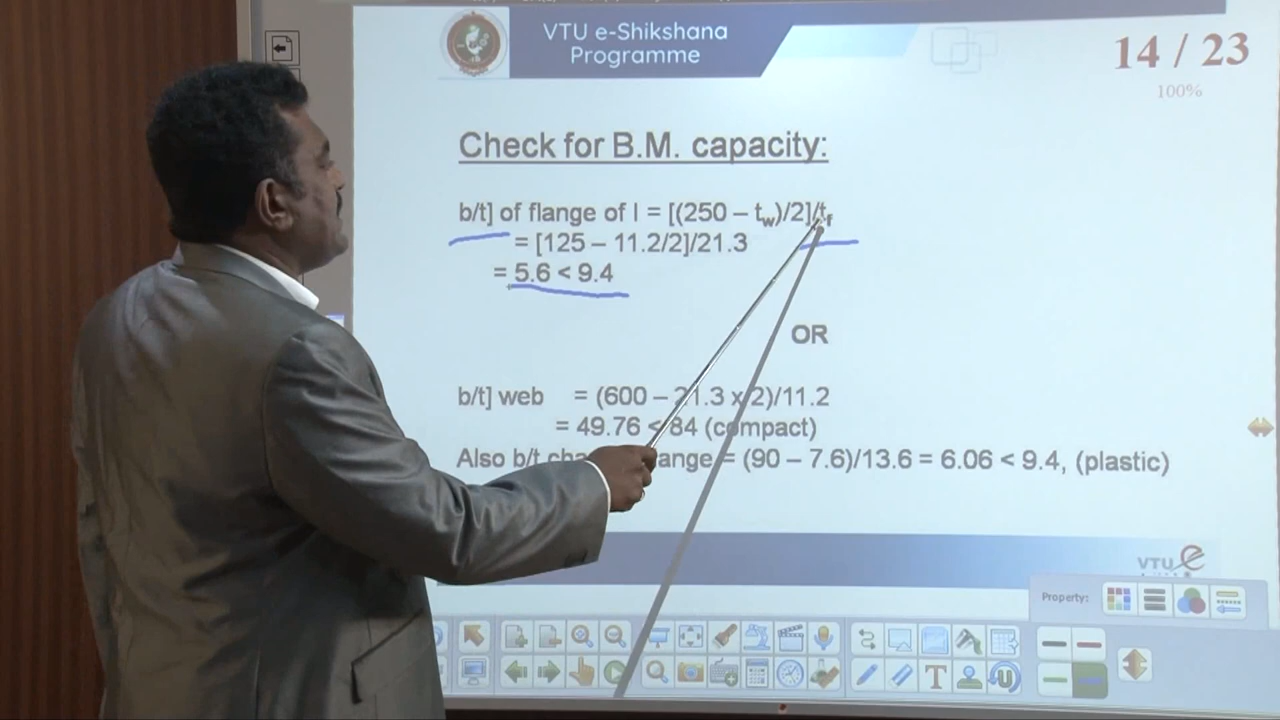 VTU e-Shikshana
Programme
14 / 23
100%
Check for B.M. capacity:
b/t] of flange of I = [(250 – tw)/2]/tf
= [125 – 11.2/2]/21.3
= 5.6 < 9.4
OR
b/t] web = (600 – 21.3 x 2)/11.2
= 49.76 < 84 (compact)
Also b/t = (90 – 7.6)/13.6 = 6.06 < 9.4, (plastic)
VTU e
Property:
T